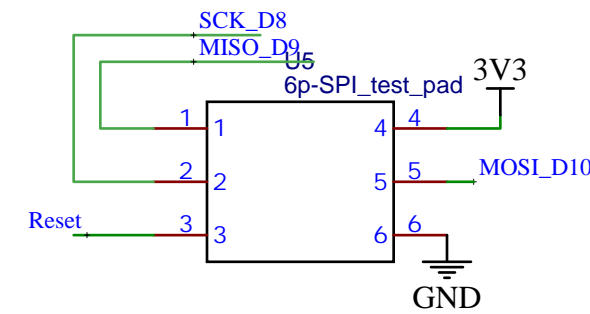 SCK_D8
MISO_D9
U5
6p-SPI_test_pad
3V3
1 1 4 4
2 2 5 5 MOSI_D10
Reset 3 3 6 6
GND